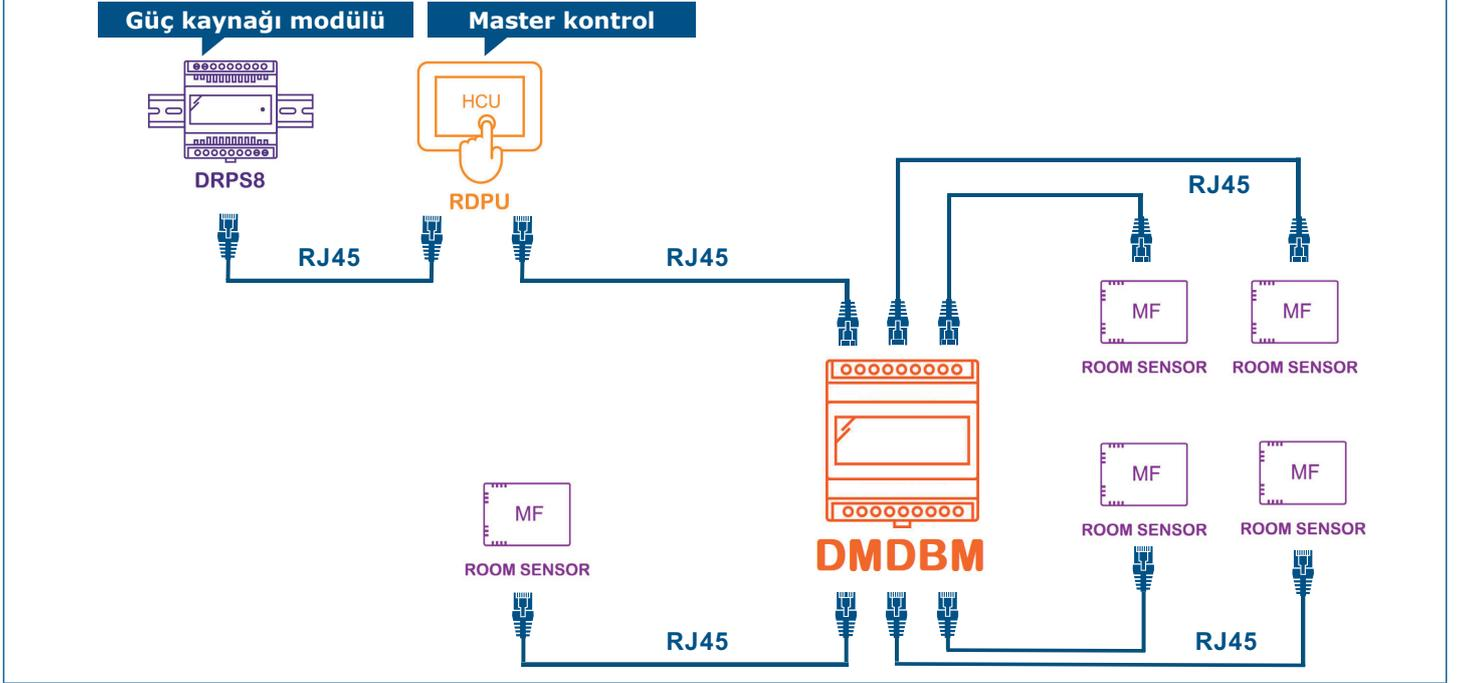 Güç kaynağı modülü
Master kontrol
HCU
DRPS8
RDPU
RJ45
RJ45
RJ45
MF
MF
ROOM SENSOR
ROOM SENSOR
MF
MF
MF
ROOM SENSOR
ROOM SENSOR
DMDBM
ROOM SENSOR
RJ45
RJ45